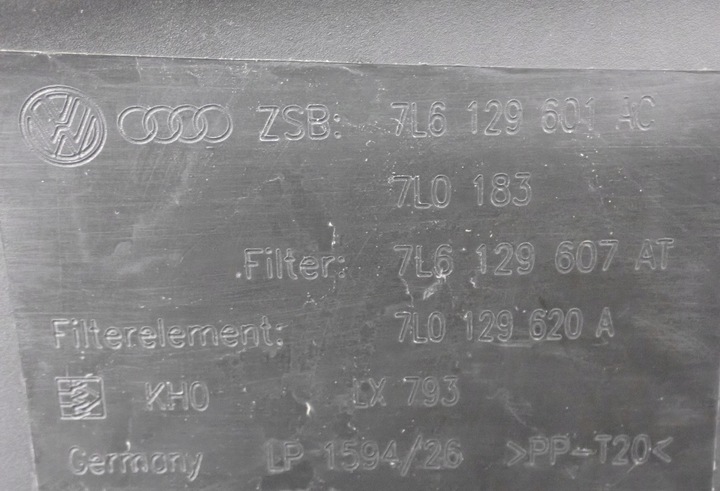 ZSB: 7L6 129 601 AC
7L0 183
Filter: 7L6 129 607 AT
Filterelement: 7L0 129 620 A
KHO LX 793
Germany LP 1594/26 >PP-T20<